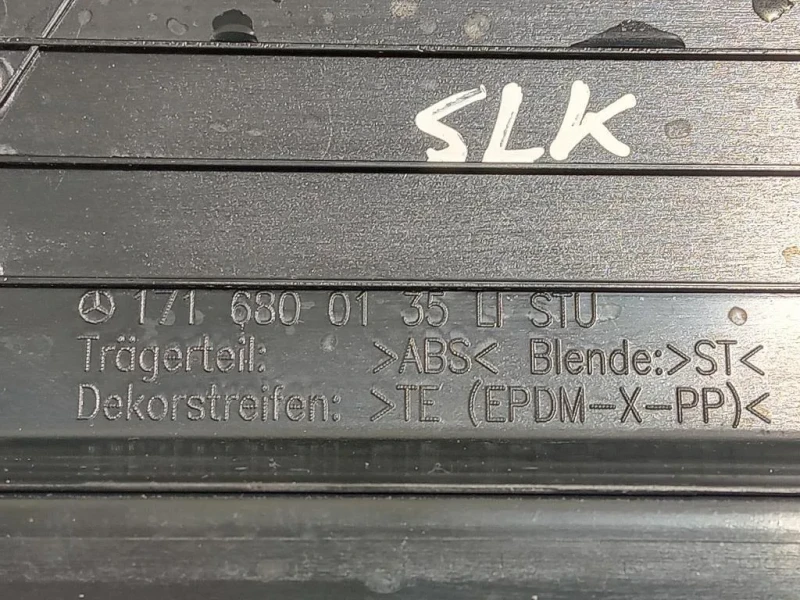 SLK
171 680 01 35 LI STU
Trägerteil: >ABS< Blende:>ST<
Dekorstreifen: >TE (EPDM-X-PP)<